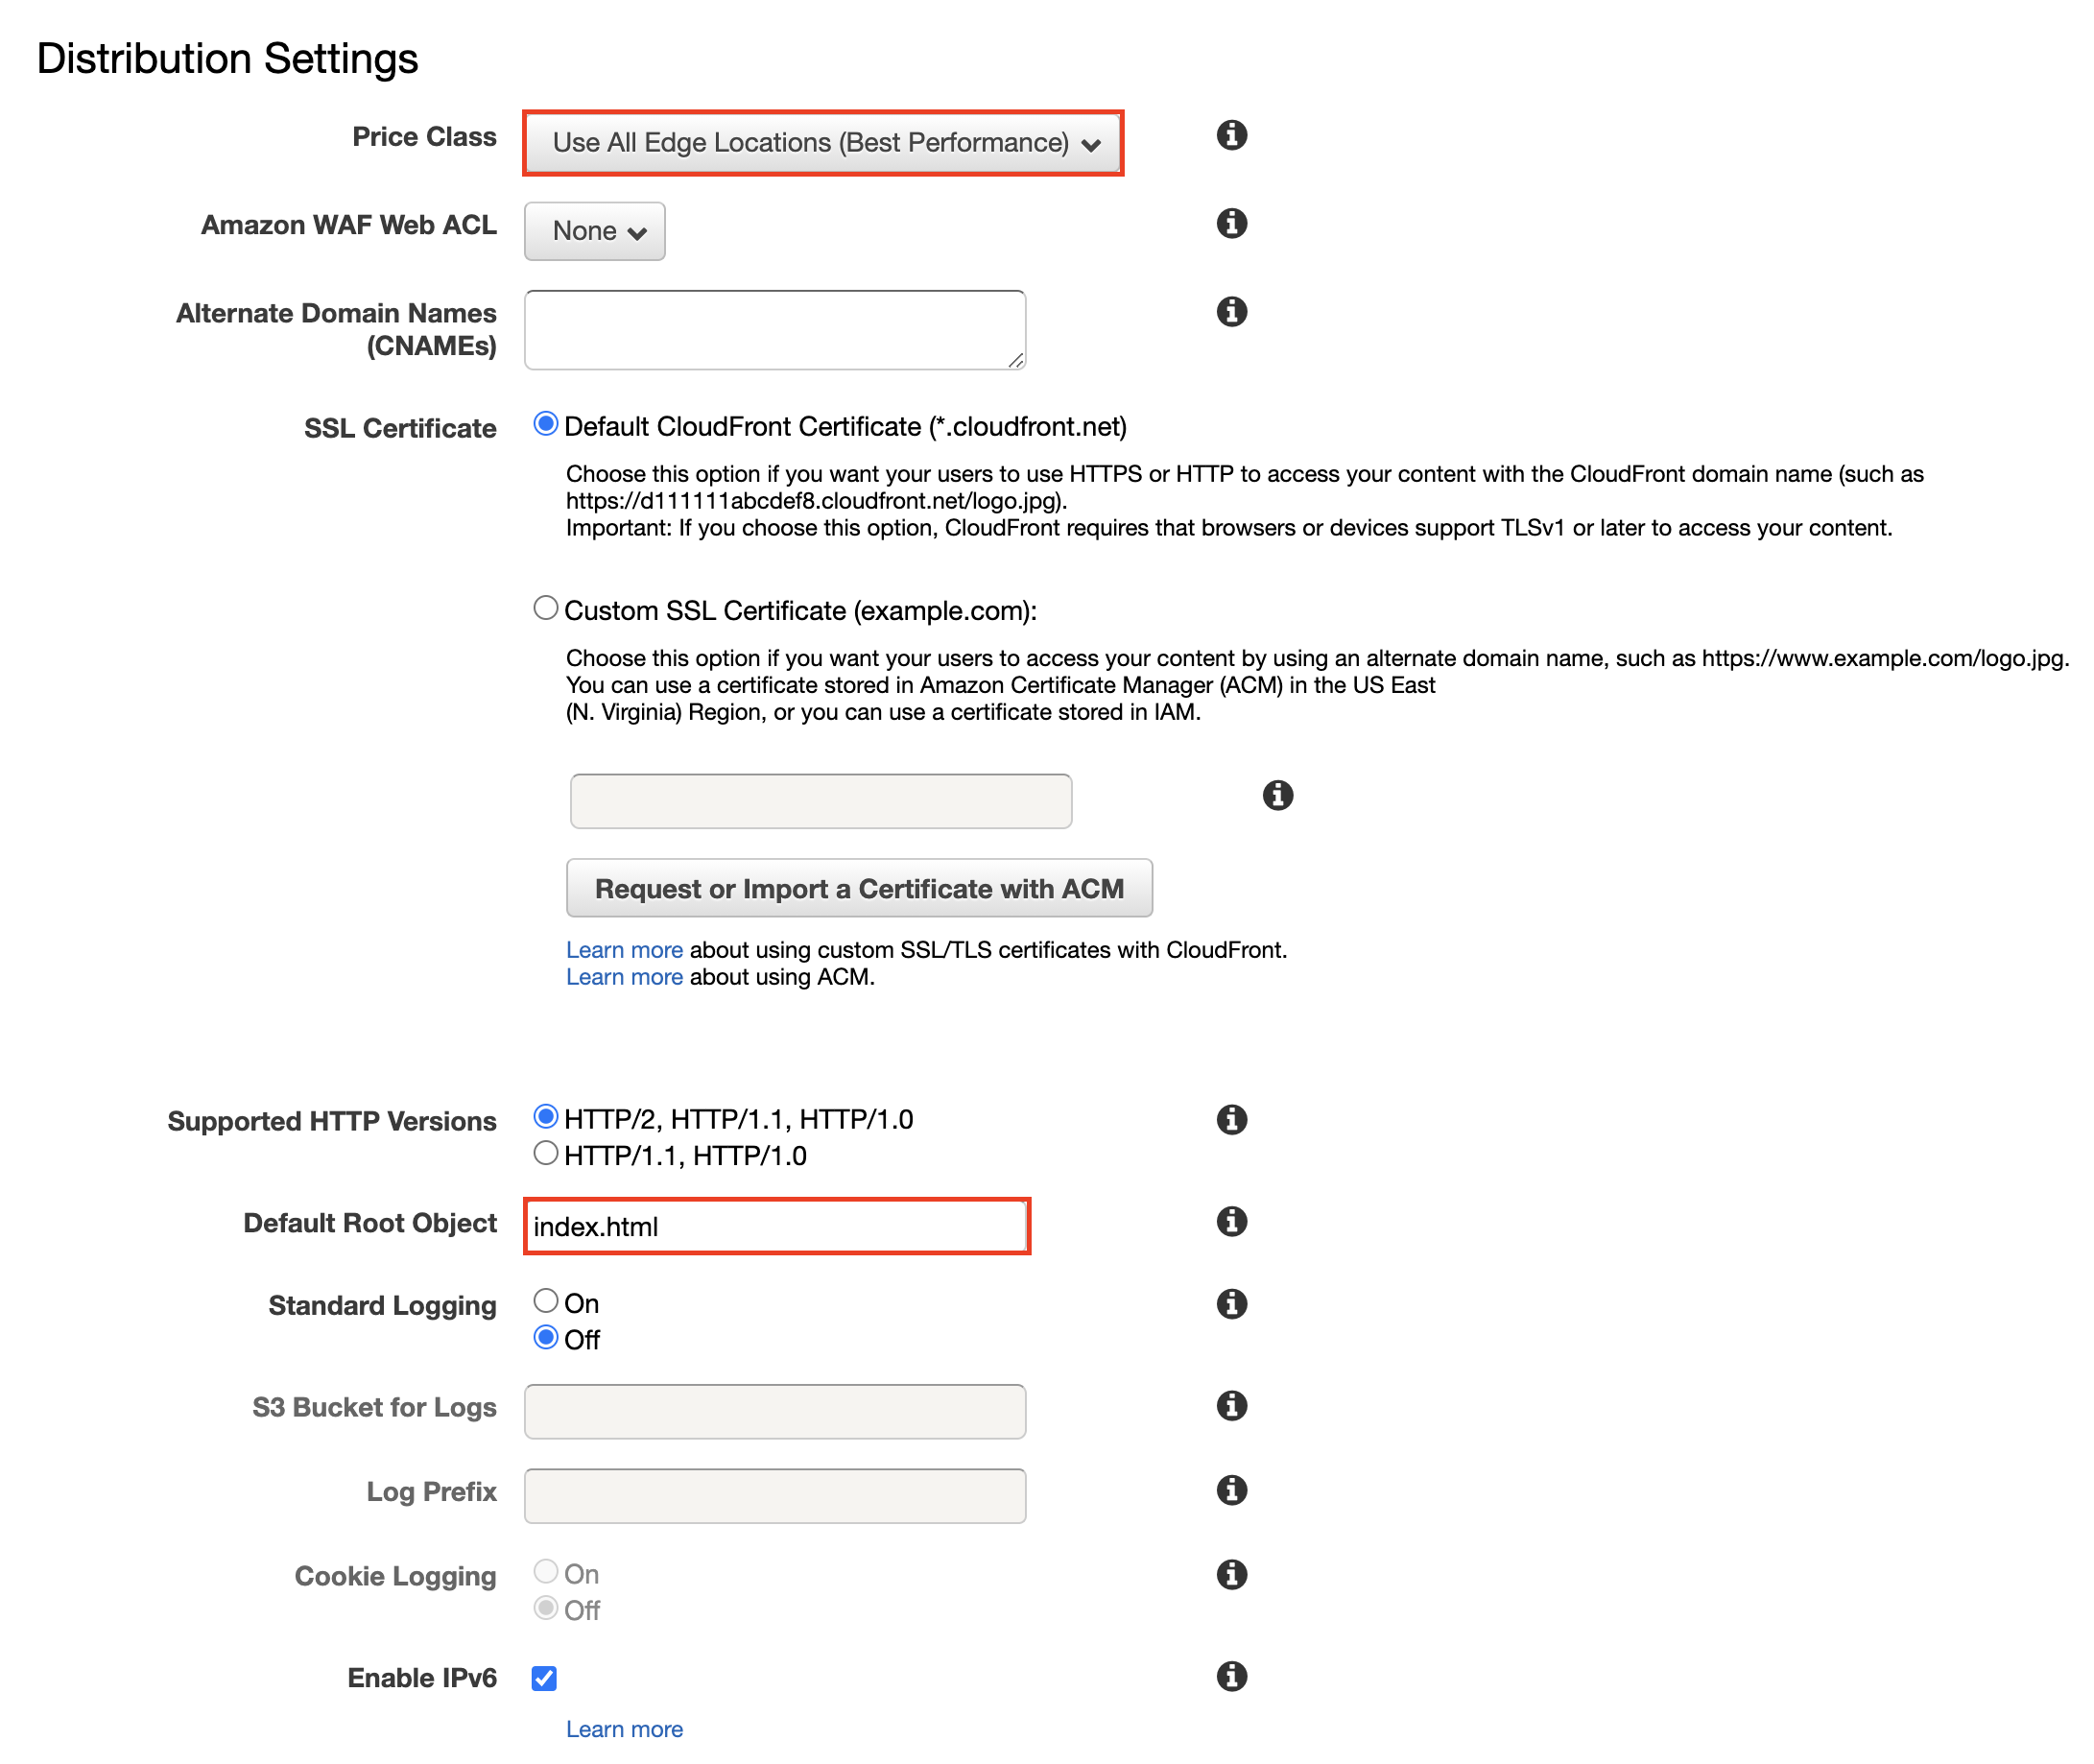 Distribution Settings
Price Class
Use All Edge Locations (Best Performance)
Amazon WAF Web ACL
None
Alternate Domain Names
(CNAMEs)
SSL Certificate
Default CloudFront Certificate (*.cloudfront.net)
Choose this option if you want your users to use HTTPS or HTTP to access your content with the CloudFront domain name (such as
https://d111111abcdef8.cloudfront.net/logo.jpg).
Important: If you choose this option, CloudFront requires that browsers or devices support TLSv1 or later to access your content.
Custom SSL Certificate (example.com):
Choose this option if you want your users to access your content by using an alternate domain name, such as https://www.example.com/logo.jpg.
You can use a certificate stored in Amazon Certificate Manager (ACM) in the US East
(N. Virginia) Region, or you can use a certificate stored in IAM.
Request or Import a Certificate with ACM
Learn more about using custom SSL/TLS certificates with CloudFront.
Learn more about using ACM.
Supported HTTP Versions
HTTP/2, HTTP/1.1, HTTP/1.0
HTTP/1.1, HTTP/1.0
Default Root Object
index.html
Standard Logging
On
Off
S3 Bucket for Logs
Log Prefix
Cookie Logging
On
Off
Enable IPv6
Learn more